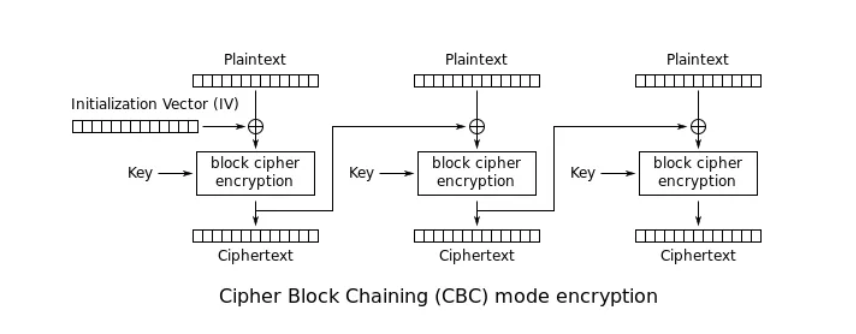 Plaintext
Plaintext
Plaintext
Initialization Vector (IV)
Key
block cipher
encryption
Key
block cipher
encryption
Key
block cipher
encryption
Ciphertext
Ciphertext
Ciphertext
Cipher Block Chaining (CBC) mode encryption